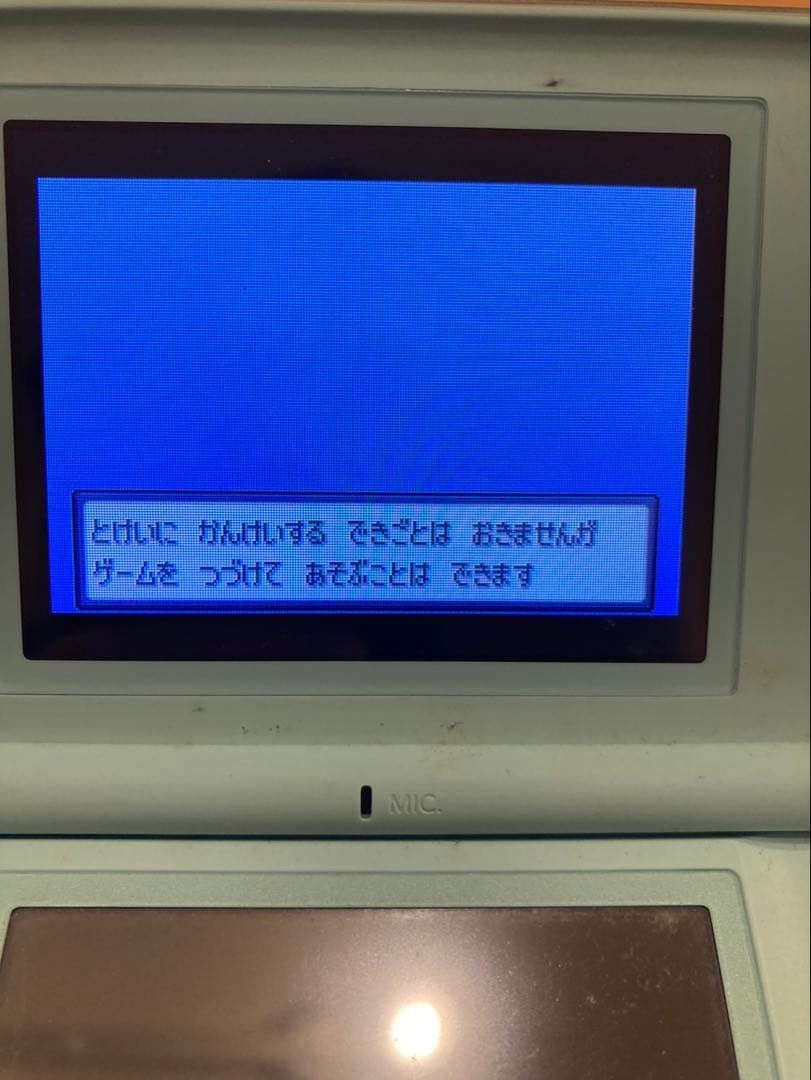 とけいに かんけいする できごとは おきませんが
ゲームを つづけて あそぶことは できます
MIC.